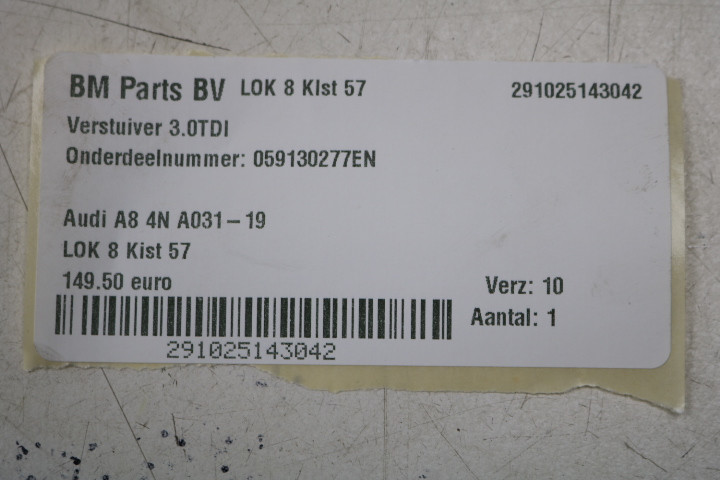 BM Parts BV LOK 8 KIst 57 291025143042
Verstuiver 3.0TDI
Onderdeelnummer: 059130277EN
Audi A8 4N A031-19
LOK 8 Kist 57
149.50 euro Verz: 10
Aantal: 1
291025143042